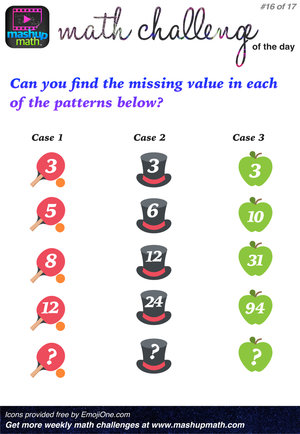 mashup
math
math challenge
of the day
#16 of 17
Can you find the missing value in each
of the patterns below?
Case 1 Case 2 Case 3
3 3 3
5 6 10
8 12 31
12 24 94
? ? ?
Icons provided free by EmojiOne.com
Get more weekly math challenges at www.mashupmath.com